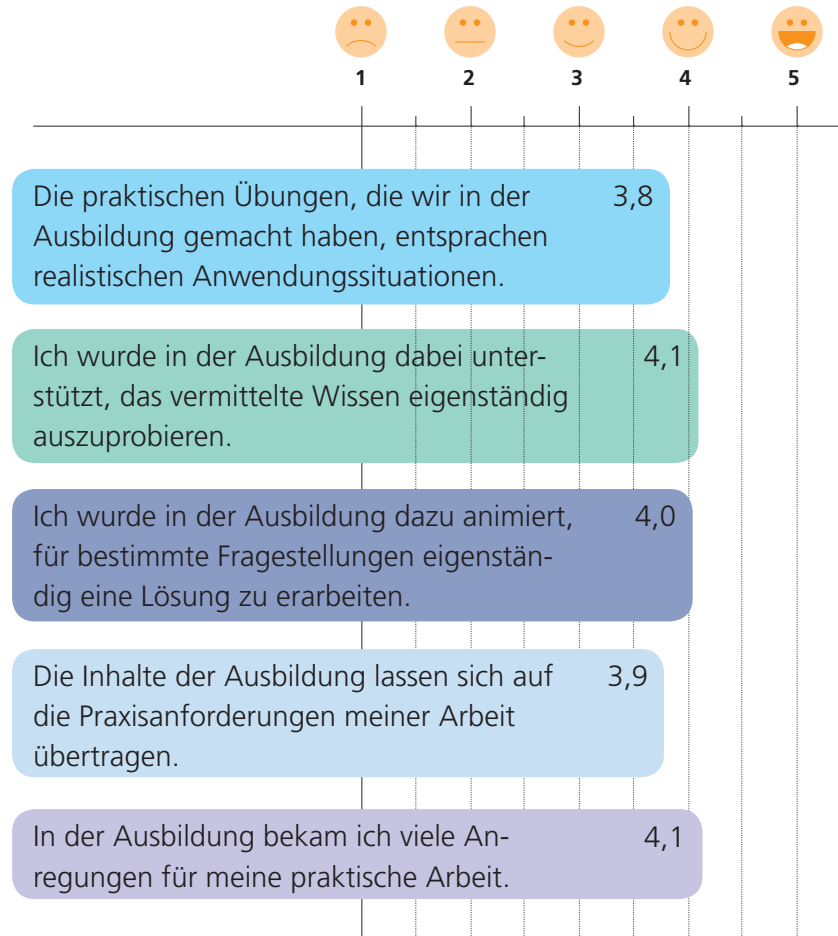 1 2 3 4 5
Die praktischen Übungen, die wir in der 3,8
Ausbildung gemacht haben, entsprachen
realistischen Anwendungssituationen.
Ich wurde in der Ausbildung dabei unter- 4,1
stützt, das vermittelte Wissen eigenständig
auszuprobieren.
Ich wurde in der Ausbildung dazu animiert, 4,0
für bestimmte Fragestellungen eigenstän-
dig eine Lösung zu erarbeiten.
Die Inhalte der Ausbildung lassen sich auf 3,9
die Praxisanforderungen meiner Arbeit
übertragen.
In der Ausbildung bekam ich viele An- 4,1
regungen für meine praktische Arbeit.